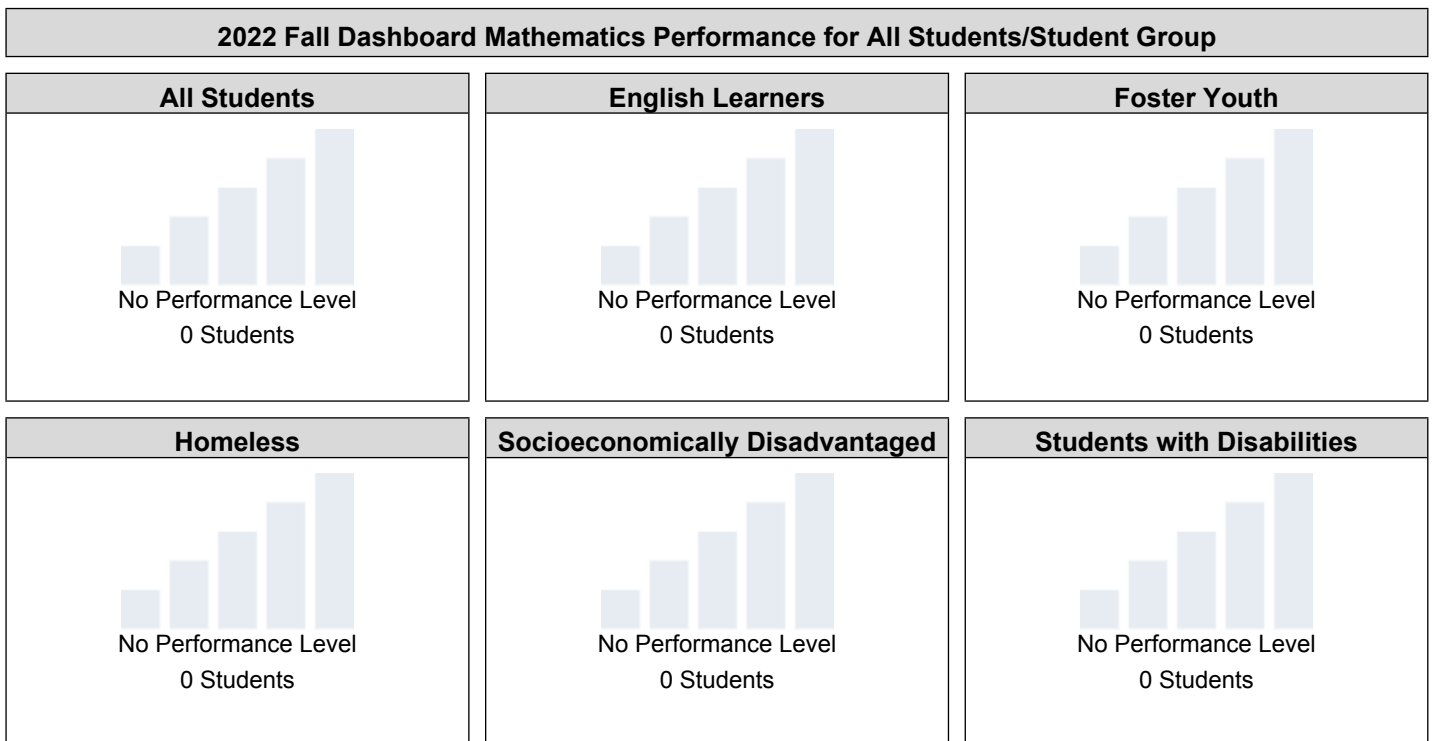 2022 Fall Dashboard Mathematics Performance for All Students/Student Group
All Students
No Performance Level
0 Students
English Learners
No Performance Level
0 Students
Foster Youth
No Performance Level
0 Students
Homeless
No Performance Level
0 Students
Socioeconomically Disadvantaged
No Performance Level
0 Students
Students with Disabilities
No Performance Level
0 Students